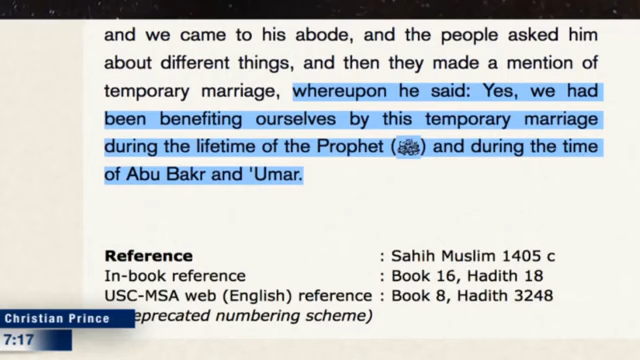 and we came to his abode, and the people asked him
about different things, and then they made a mention of
temporary marriage, whereupon he said: Yes, we had
been benefiting ourselves by this temporary marriage
during the lifetime of the Prophet (ﷺ) and during the time
of Abu Bakr and 'Umar.
Reference : Sahih Muslim 1405 c
In-book reference : Book 16, Hadith 18
USC-MSA web (English) reference : Book 8, Hadith 3248
eprecated numbering scheme)
Christian Prince
7:17